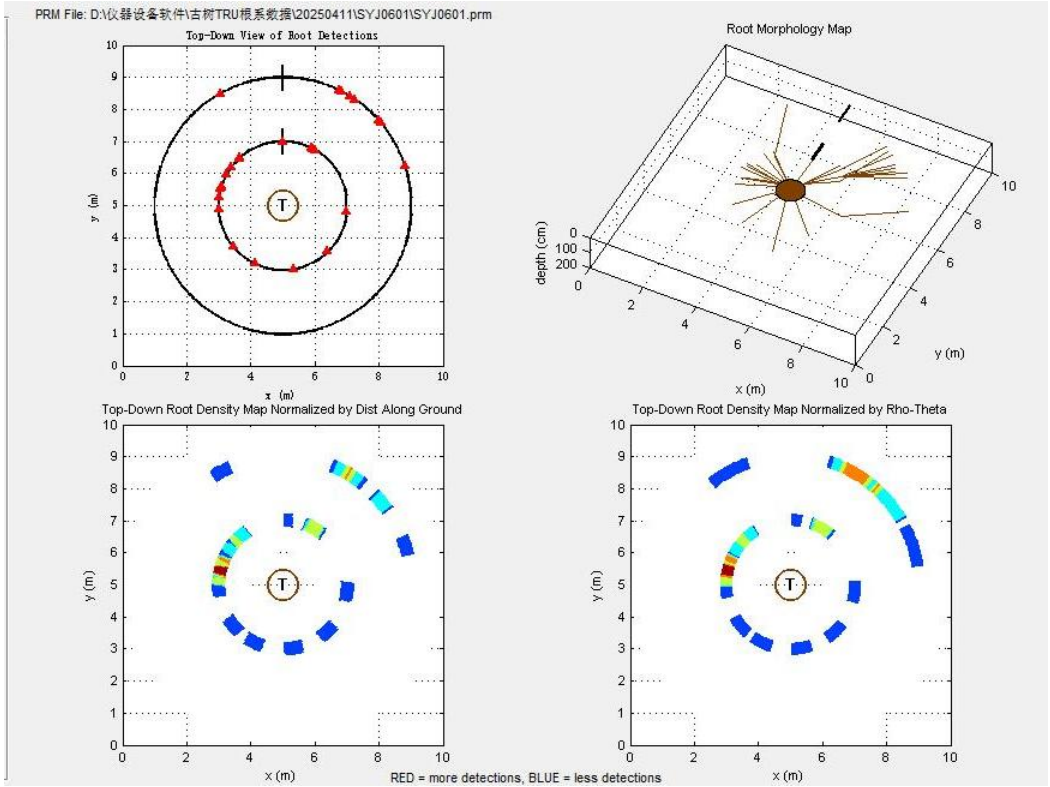 PRM File: D:\仪器设备软件\古树TRU根系数据\20250411\SYJ0601\SYJ0601.prm
Top-Down View of Root Detections
10
9
8
7
6
5
4
3
2
1
0
y (m)
T
0 2 4 6 8 10
x (m)
Root Morphology Map
depth (cm)
0
100
200
0 2 4 6 8 10
x (m)
0 2 4 6 8 10
y (m)
Top-Down Root Density Map Normalized by Dist Along Ground
10
9
8
7
6
5
4
3
2
1
0
y (m)
T
0 2 4 6 8 10
x (m)
Top-Down Root Density Map Normalized by Rho-Theta
10
9
8
7
6
5
4
3
2
1
0
y (m)
T
0 2 4 6 8 10
x (m)
RED = more detections, BLUE = less detections